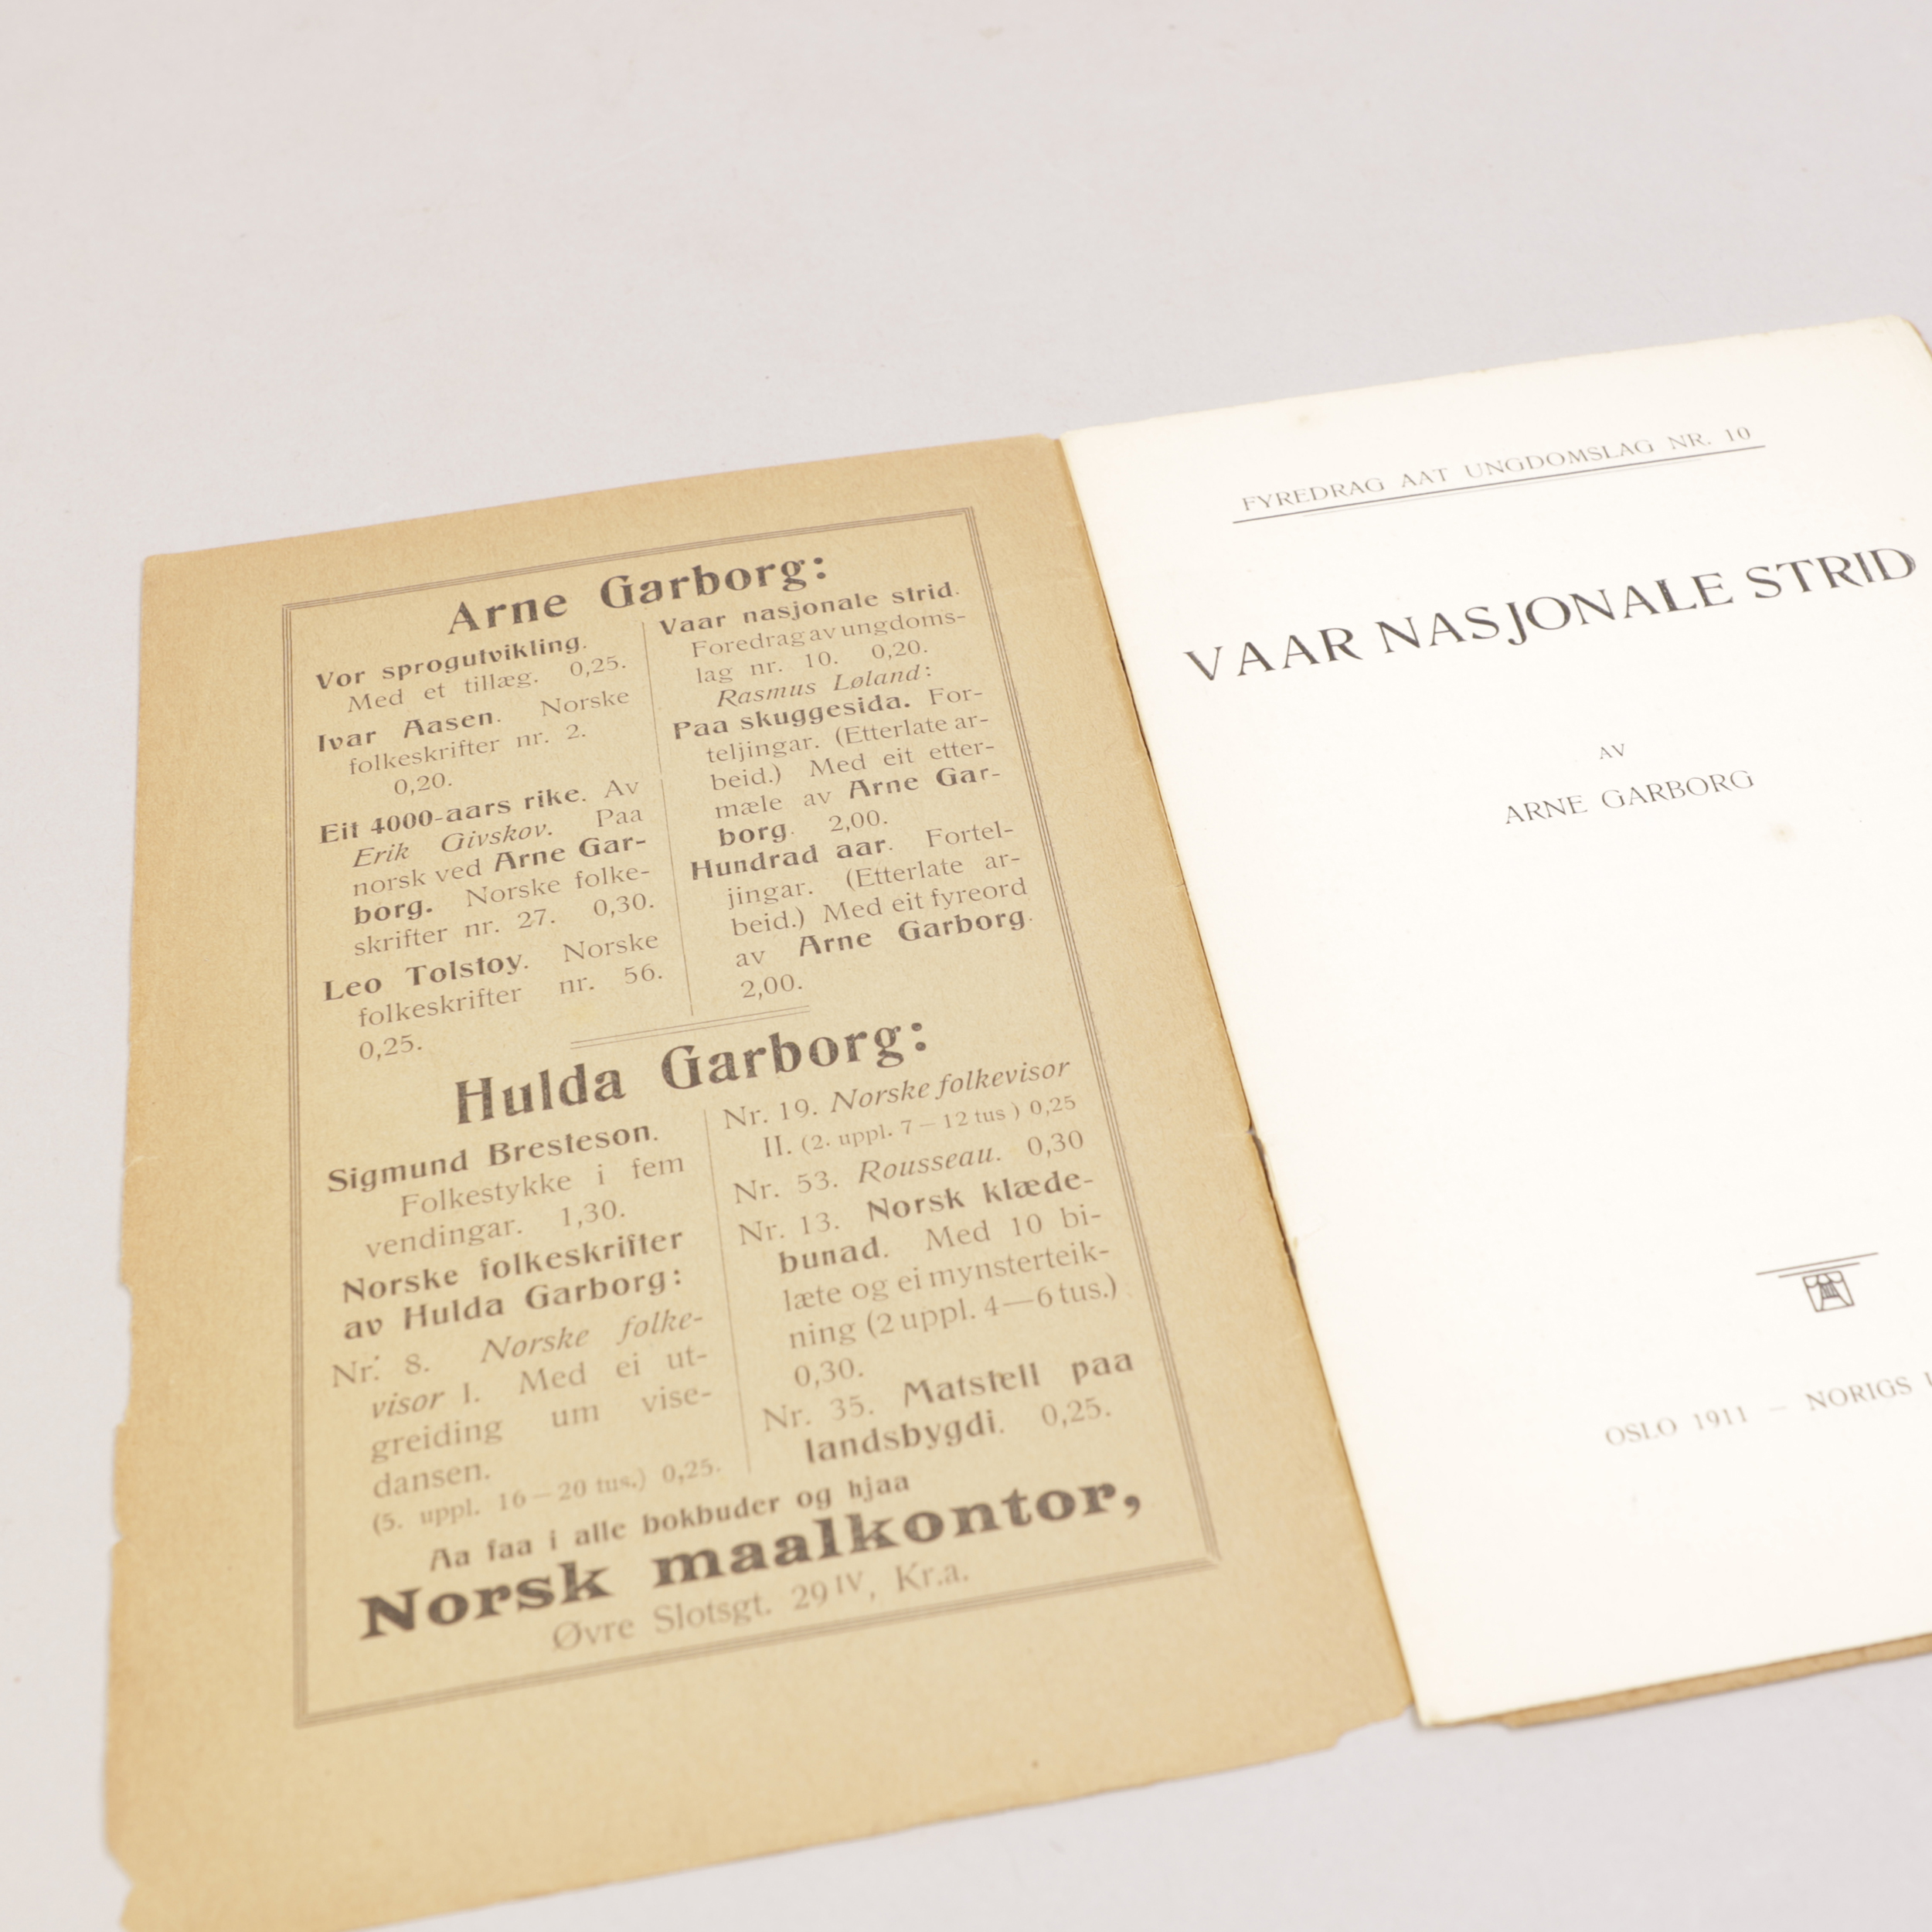 Arne Garborg:
Vor sprogutvikling.
Med et tillæg. 0,25.
Ivar Aasen. Norske
folkeskrifter nr. 2.
0,20.
Eit 4000-aars rike. Av
Erik Givskov. Paa
norsk ved Arne Gar-
borg. Norske folke-
skrifter nr. 27. 0,30.
Leo Tolstoy. Norske
folkeskrifter nr. 56.
0,25.
Vaar nasjonale strid.
Foredrag av ungdoms-
lag nr. 10. 0,20.
Rasmus Løland:
Paa skuggesida. For-
teljingar. (Etterlate ar-
beid.) Med eit etter-
mæle av Arne Gar-
borg. 2,00.
Hundrad aar. Fortel-
jingar. (Etterlate ar-
beid.) Med eit fyreord
av Arne Garborg.
2,00.
Hulda Garborg:
Sigmund Bresteson.
Folkestykke i fem
vendingar. 1,30.
Norske folkeskrifter
av Hulda Garborg:
Nr. 8. Norske folke-
visor I. Med ei ut-
greiding um vise-
dansen.
(5. uppl. 16—20 tus.) 0,25.
Nr. 19. Norske folkevisor
II. (2. uppl. 7—12 tus) 0,25
Nr. 53. Rousseau. 0,30
Nr. 13. Norsk klæde-
bunad. Med 10 bi-
læte og ei mynsterteik-
ning (2 uppl. 4—6 tus.)
0,30.
Nr. 35. Matstell paa
landsbygdi. 0,25.
Aa faa i alle bokbuder og hjaa
Norsk maalkontor,
Øvre Slotsgt. 29 IV, Kr.a.
FYREDRAG AAT UNGDOMSLAG NR. 10
VAAR NASJONALE STRID
AV
ARNE GARBORG
OSLO 1911 — NORIGS